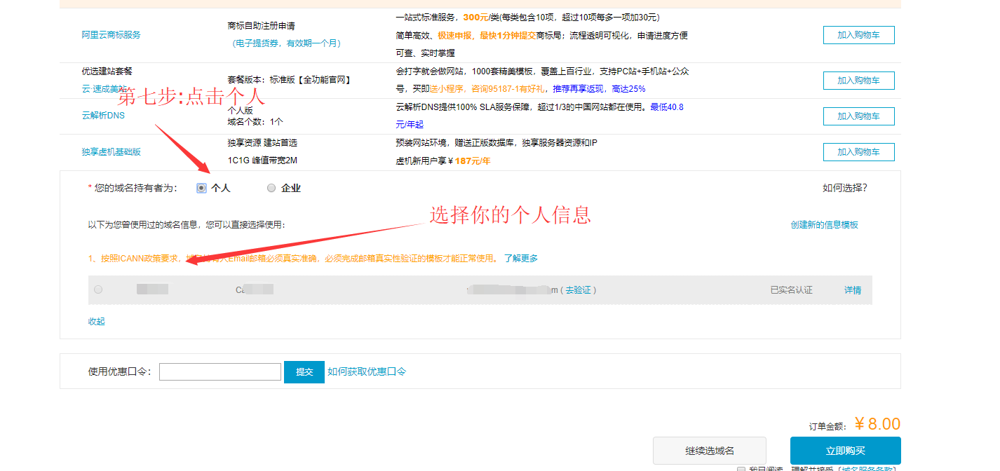 一站式标准服务，300元/类(每类包含10项，超过10项每多一项加30元)
阿里云商标服务
商标自助注册申请
（电子提货券，有效期一个月）
简单高效、极速申报，最快1分钟提交商标局；流程透明可视化，申请进度方便
可查、实时掌握
加入购物车
优选建站套餐
云·速成美站
套餐版本：标准版【全功能官网】
会打字就会做网站，1000套精美模板，覆盖上百行业，支持PC站+手机站+公众
号，买即送小程序，咨询95187-1有好礼，推荐再享返现，高达25%
加入购物车
第七步:点击个人
云解析DNS
个人版
域名个数：1个
云解析DNS提供100% SLA服务保障，超过1/3的中国网站都在使用。最低40.8
元/年起
加入购物车
独享虚机基础版
独享资源 建站首选
1C1G 峰值带宽2M
预装网站环境，赠送正版数据库，独享服务器资源和IP
虚机新用户享￥187元/年
加入购物车
* 您的域名持有者为： 个人 企业 如何选择?
选择你的个人信息
以下为您曾使用过的域名信息，您可以直接选择使用： 创建新的信息模板
1、按照ICANN政策要求，人Email邮箱必须真实准确，必须完成邮箱真实性验证的模板才能正常使用。 了解更多
m ( 去验证 ) 已实名认证 详情
收起
使用优惠口令： 提交 如何获取优惠口令
订单金额： ￥8.00
继续选域名 立即购买
我已阅读，理解并接受〔域名服务条款〕